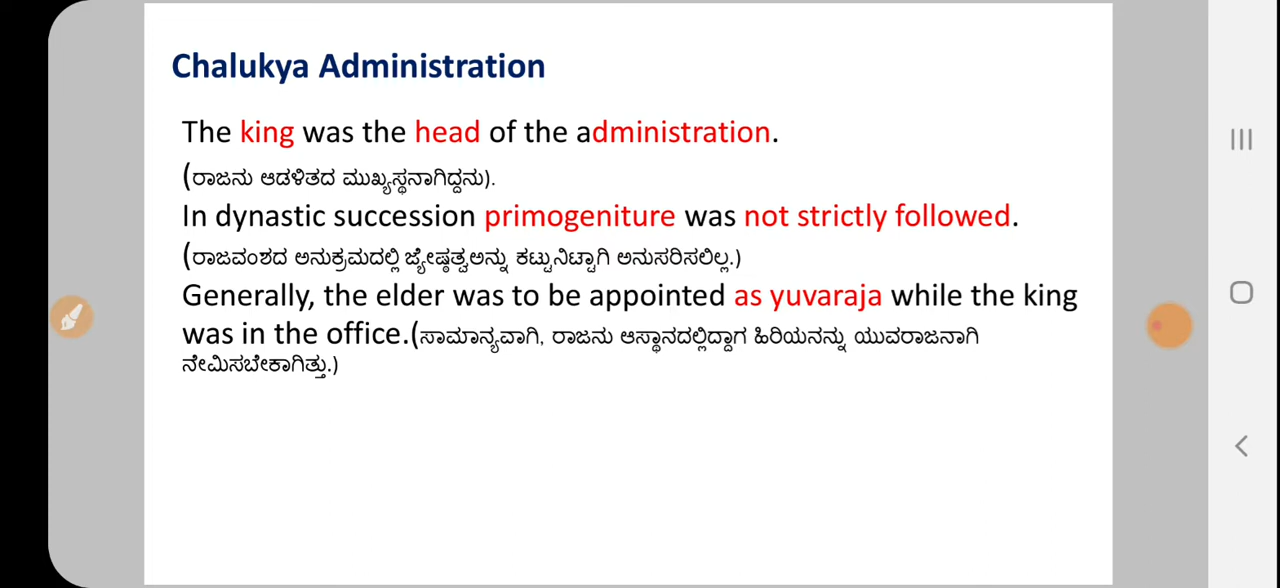 Chalukya Administration
The king was the head of the administration.
(ರಾಜನು ಆಡಳಿತದ ಮುಖ್ಯಸ್ಥನಾಗಿದ್ದನು).
In dynastic succession primogeniture was not strictly followed.
(ರಾಜವಂಶದ ಅನುಕ್ರಮದಲ್ಲಿ ಜ್ಯೇಷ್ಠತ್ವಅನ್ನು ಕಟ್ಟುನಿಟ್ಟಾಗಿ ಅನುಸರಿಸಲಿಲ್ಲ.)
Generally, the elder was to be appointed as yuvaraja while the king
was in the office.(ಸಾಮಾನ್ಯವಾಗಿ, ರಾಜನು ಆಸ್ಥಾನದಲ್ಲಿದ್ದಾಗ ಹಿರಿಯನನ್ನು ಯುವರಾಜನಾಗಿ
ನೇಮಿಸಬೇಕಾಗಿತ್ತು.)